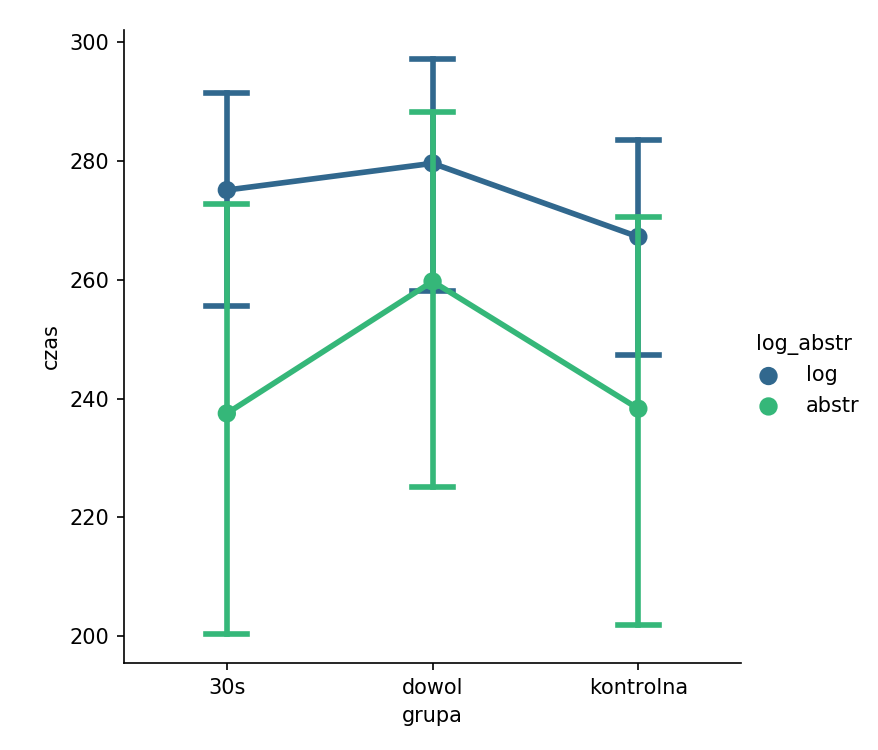 300
280
260
240
220
200
czas
30s
dowol
kontrolna
grupa
log_abstr
log
abstr